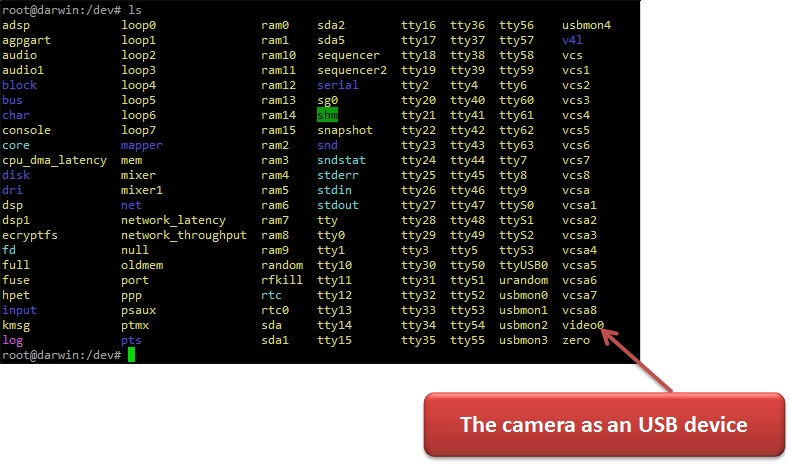 root@darwin:/dev# ls
adsp loop0 ram0 sda2 tty16 tty36 tty56 usbmon4
agpgart loop1 ram1 sda5 tty17 tty37 tty57 v4l
audio loop2 ram10 sequencer tty18 tty38 tty58 vcs
audio1 loop3 ram11 sequencer2 tty19 tty39 tty59 vcs1
block loop4 ram12 serial tty2 tty4 tty6 vcs2
bus loop5 ram13 sg0 tty20 tty40 tty60 vcs3
char loop6 ram14 shm tty21 tty41 tty61 vcs4
console loop7 ram15 snapshot tty22 tty42 tty62 vcs5
core mapper ram2 snd tty23 tty43 tty63 vcs6
cpu_dma_latency mem ram3 sndstat tty24 tty44 tty7 vcs7
disk mixer ram4 stderr tty25 tty45 tty8 vcs8
dri mixer1 ram5 stdin tty26 tty46 tty9 vcsa
dsp net ram6 stdout tty27 tty47 ttyS0 vcsa1
dsp1 network_latency ram7 tty tty28 tty48 ttyS1 vcsa2
ecryptfs network_throughput ram8 tty0 tty29 tty49 ttyS2 vcsa3
fd null ram9 tty1 tty3 tty5 ttyS3 vcsa4
full oldmem random tty10 tty30 tty50 ttyUSB0 vcsa5
fuse port rfkill tty11 tty31 tty51 urandom vcsa6
hpet ppp rtc tty12 tty32 tty52 usbmon0 vcsa7
input psaux rtc0 tty13 tty33 tty53 usbmon1 vcsa8
kmsg ptmx sda tty14 tty34 tty54 usbmon2 video0
log pts sda1 tty15 tty35 tty55 usbmon3 zero
root@darwin:/dev#
The camera as an USB device